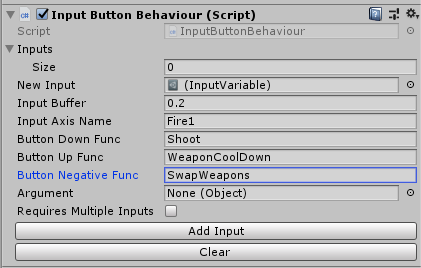 Input Button Behaviour (Script)
Script InputButtonBehaviour
Inputs
Size 0
New Input (InputVariable)
Input Buffer 0.2
Input Axis Name Fire1
Button Down Func Shoot
Button Up Func WeaponCoolDown
Button Negative Func SwapWeapons
Argument None (Object)
Requires Multiple Inputs
Add Input
Clear